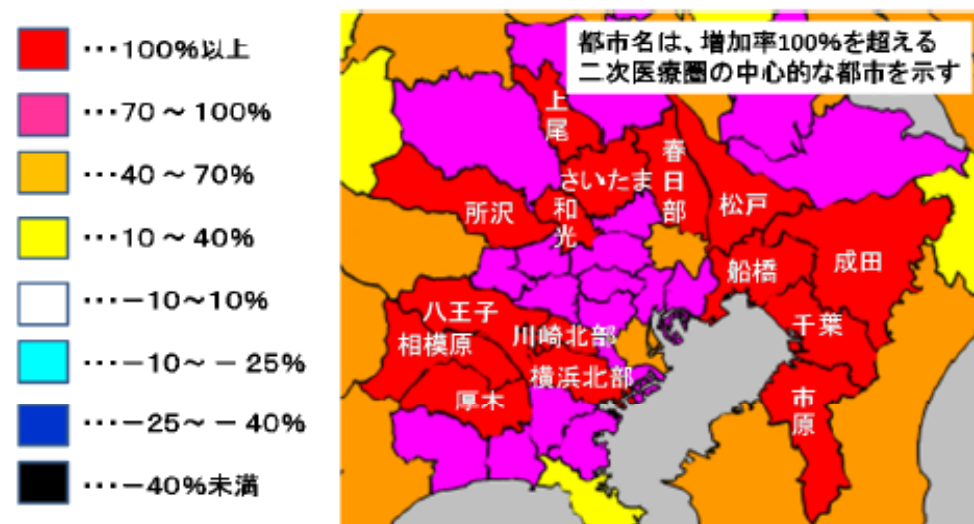 …100%以上
…70～100%
…40～70%
…10～40%
…－10～10%
…－10～－25%
…－25～－40%
…－40%未満
都市名は、増加率100%を超える
二次医療圏の中心的な都市を示す
上尾
春日部
さいたま
和光
所沢
松戸
船橋
成田
八王子
千葉
川崎北部
相模原
横浜北部
厚木
市原